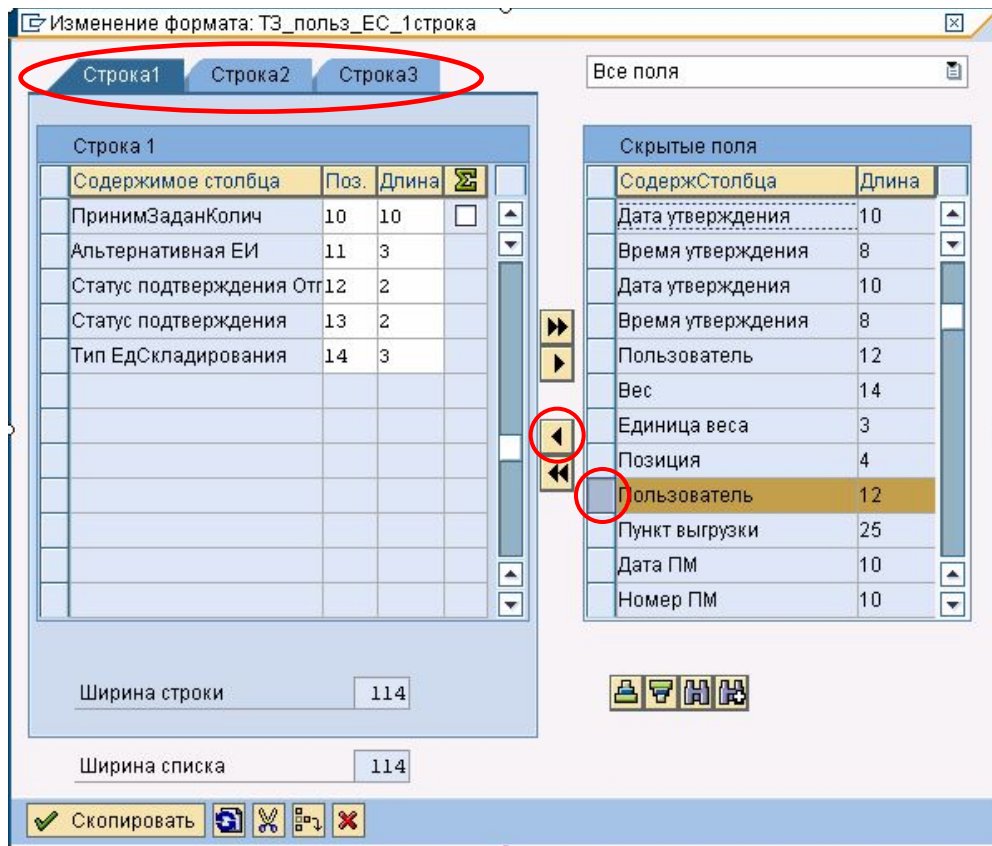 Изменение формата: ТЗ_польз_ЕС_1строка
Строка1 Строка2 Строка3
Все поля
Строка 1
Содержимое столбца Поз. Длина Σ
ПринимЗаданКолич 10 10
Альтернативная ЕИ 11 3
Статус подтверждения Отг 12 2
Статус подтверждения 13 2
Тип ЕдСкладирования 14 3
Скрытые поля
СодержСтолбца Длина
Дата утверждения 10
Время утверждения 8
Дата утверждения 10
Время утверждения 8
Пользователь 12
Вес 14
Единица веса 3
Позиция 4
Пользователь 12
Пункт выгрузки 25
Дата ПМ 10
Номер ПМ 10
Ширина строки 114
Ширина списка 114
Скопировать